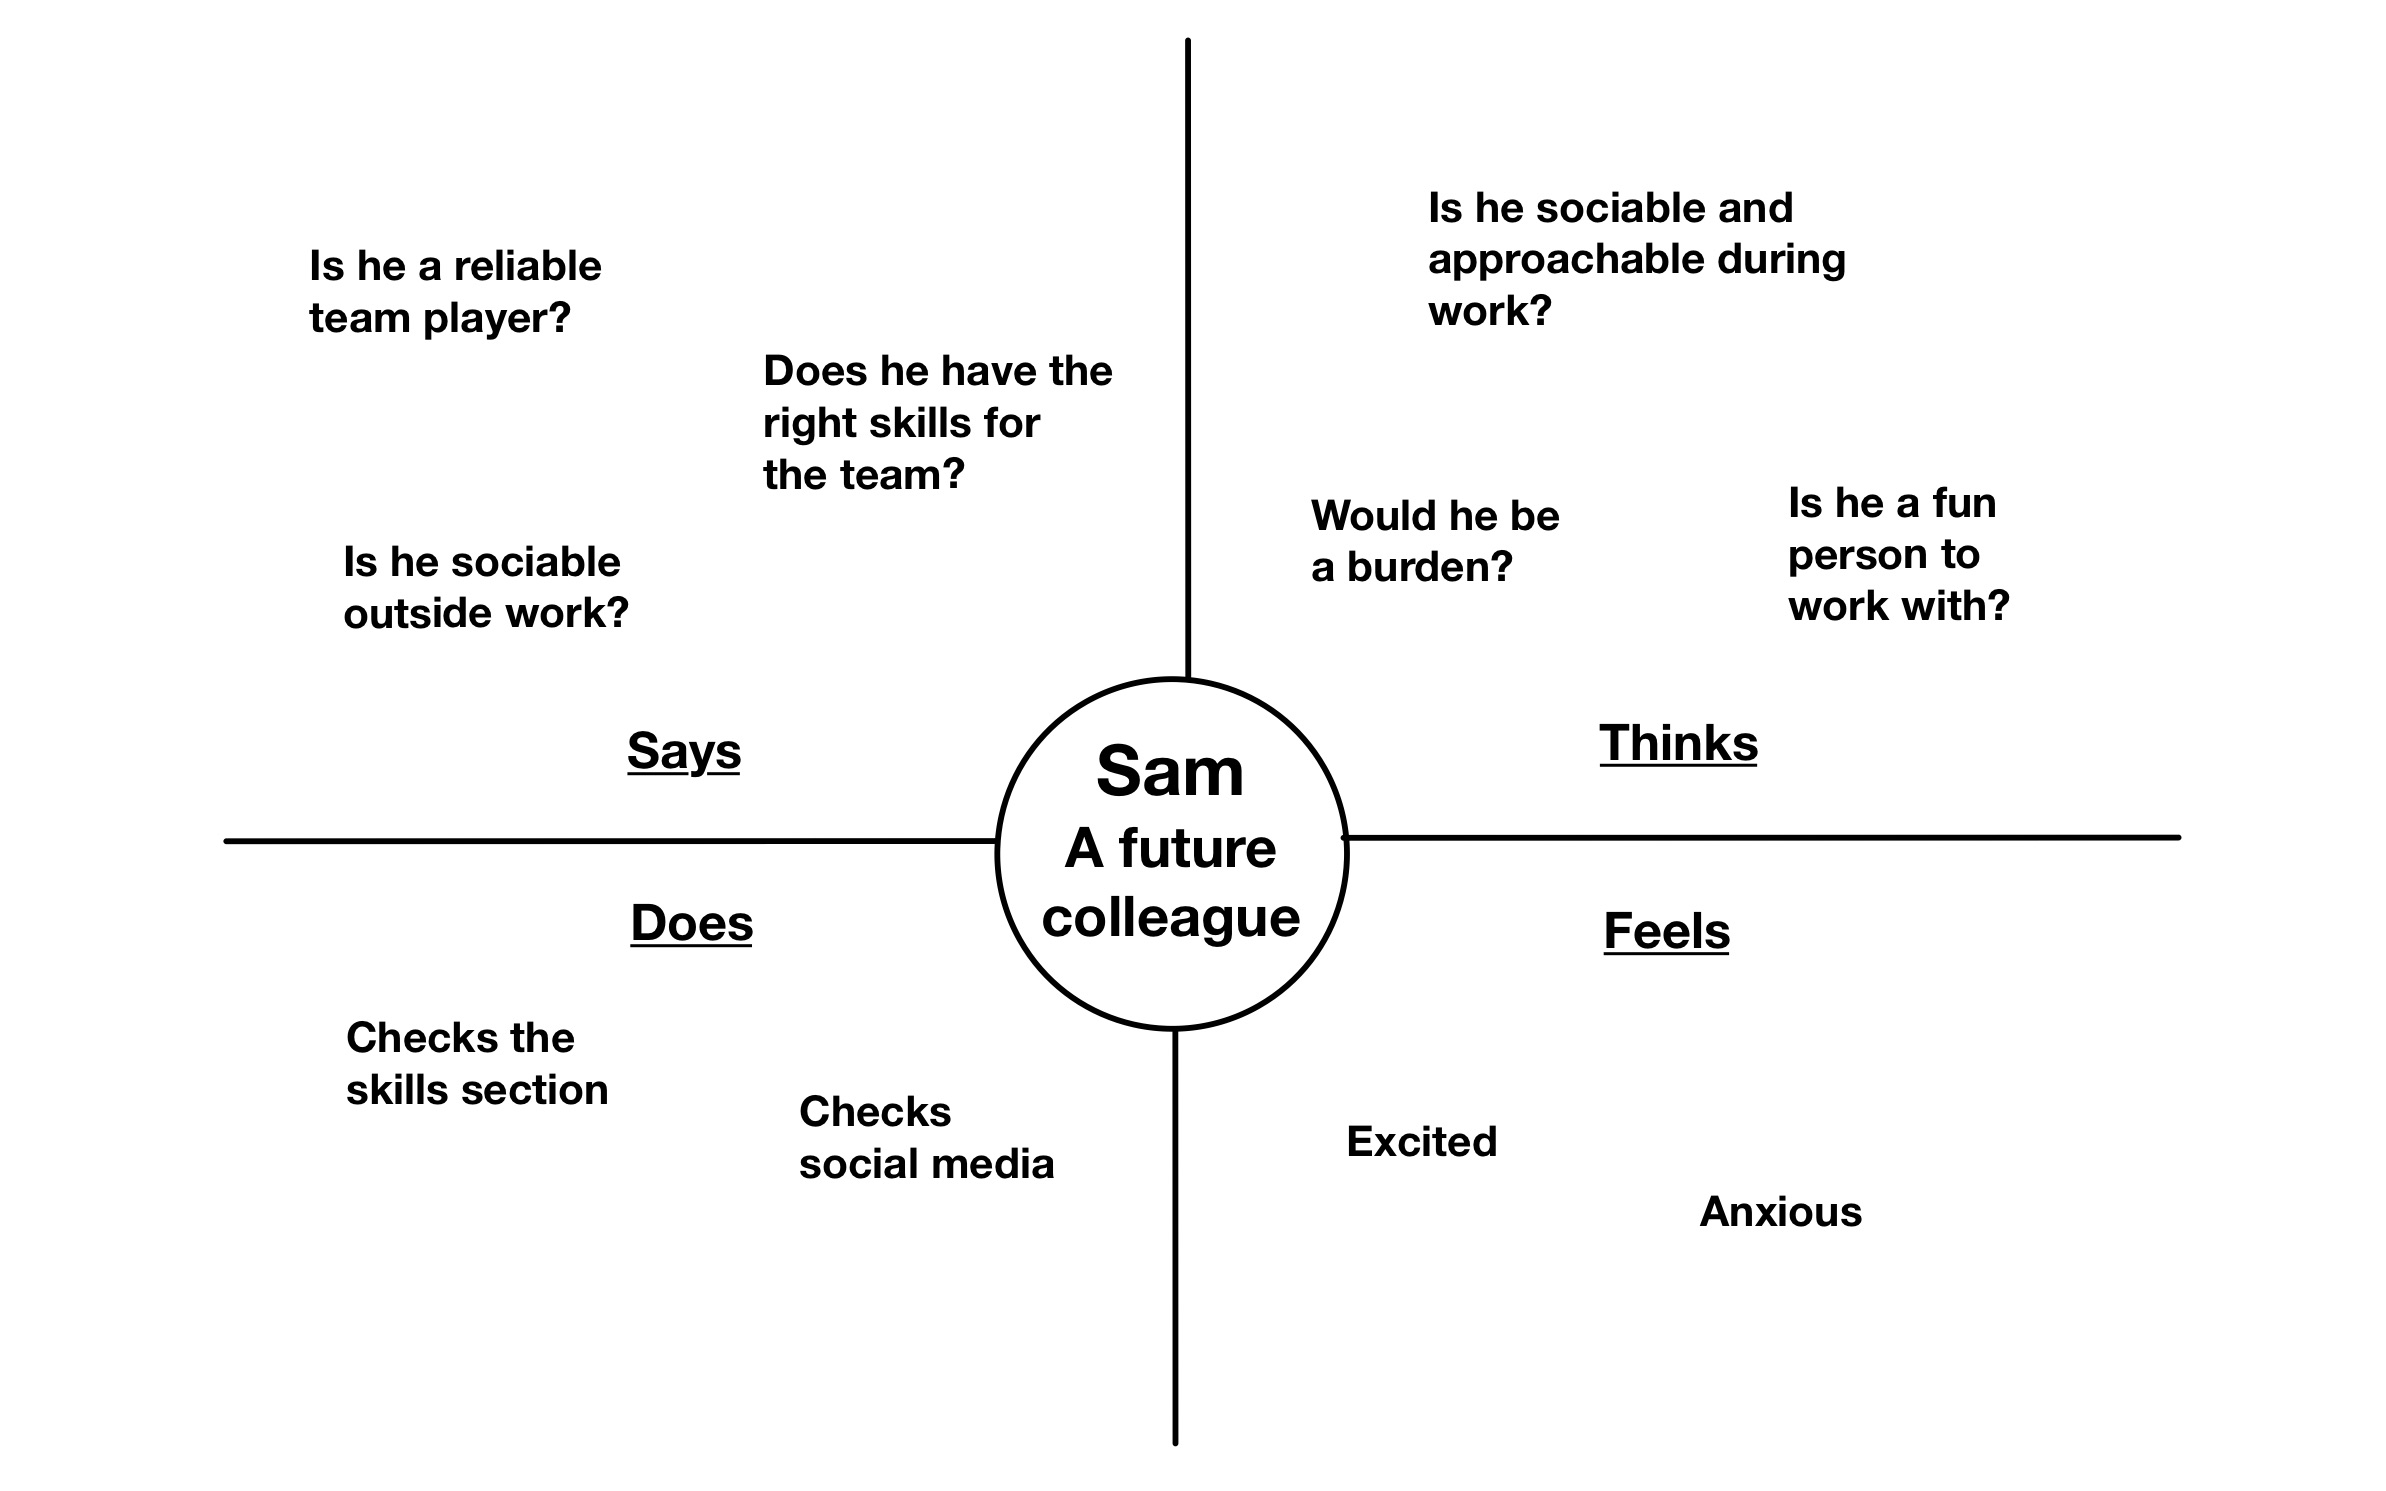 Is he a reliable
team player?
Does he have the
right skills for
the team?
Is he sociable
outside work?
Says
Is he sociable and
approachable during
work?
Would he be
a burden?
Is he a fun
person to
work with?
Thinks
Sam
A future
colleague
Does
Checks the
skills section
Checks
social media
Feels
Excited
Anxious